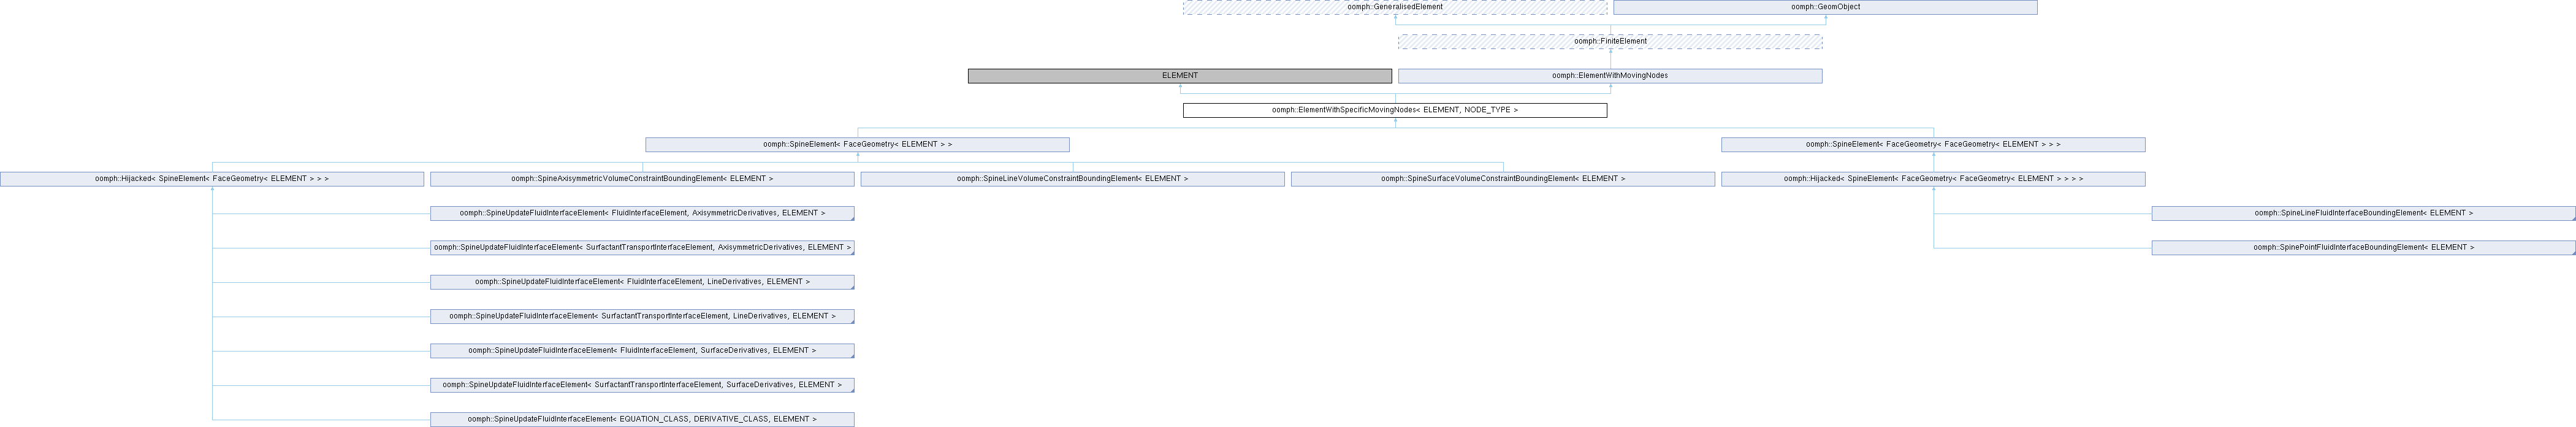 oomph::GeneralisedElement
oomph::GeomObject
oomph::FiniteElement
ELEMENT
oomph::ElementWithMovingNodes
oomph::ElementWithSpecificMovingNodes< ELEMENT, NODE_TYPE >
oomph::SpineElement< FaceGeometry< ELEMENT > >
oomph::SpineElement< FaceGeometry< FaceGeometry< ELEMENT > > >
oomph::Hijacked< SpineElement< FaceGeometry< ELEMENT > > >
oomph::SpineAxisymmetricVolumeConstraintBoundingElement< ELEMENT >
oomph::SpineLineVolumeConstraintBoundingElement< ELEMENT >
oomph::SpineSurfaceVolumeConstraintBoundingElement< ELEMENT >
oomph::Hijacked< SpineElement< FaceGeometry< FaceGeometry< ELEMENT > > > >
oomph::SpineUpdateFluidInterfaceElement< FluidInterfaceElement, AxisymmetricDerivatives, ELEMENT >
oomph::SpineLineFluidInterfaceBoundingElement< ELEMENT >
oomph::SpineUpdateFluidInterfaceElement< SurfactantTransportInterfaceElement, AxisymmetricDerivatives, ELEMENT >
oomph::SpinePointFluidInterfaceBoundingElement< ELEMENT >
oomph::SpineUpdateFluidInterfaceElement< FluidInterfaceElement, LineDerivatives, ELEMENT >
oomph::SpineUpdateFluidInterfaceElement< SurfactantTransportInterfaceElement, LineDerivatives, ELEMENT >
oomph::SpineUpdateFluidInterfaceElement< FluidInterfaceElement, SurfaceDerivatives, ELEMENT >
oomph::SpineUpdateFluidInterfaceElement< SurfactantTransportInterfaceElement, SurfaceDerivatives, ELEMENT >
oomph::SpineUpdateFluidInterfaceElement< EQUATION_CLASS, DERIVATIVE_CLASS, ELEMENT >